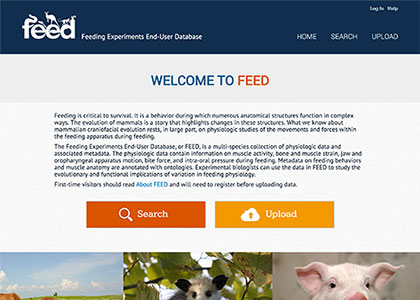 Log In Help
feed Feeding Experiments End-User Database
HOME SEARCH UPLOAD
WELCOME TO FEED
Feeding is critical to survival. It is a behavior during which numerous anatomical structures function in complex
ways. The evolution of mammals is a story that highlights changes in these structures. What we know about
mammalian craniofacial evolution rests, in large part, on physiologic studies of the movements and forces within
the feeding apparatus during feeding.
The Feeding Experiments End-User Database, or FEED, is a multi-species collection of physiologic data and
associated metadata. The physiologic data contain information on muscle activity, bone and muscle strain, jaw and
oropharyngeal apparatus motion, bite force, and intra-oral pressure during feeding. Metadata on feeding behaviors
and muscle anatomy are annotated with ontologies. Experimental biologists can use the data in FEED to study the
evolutionary and functional implications of variation in feeding physiology.
First-time visitors should read About FEED and will need to register before uploading data.
Search
Upload